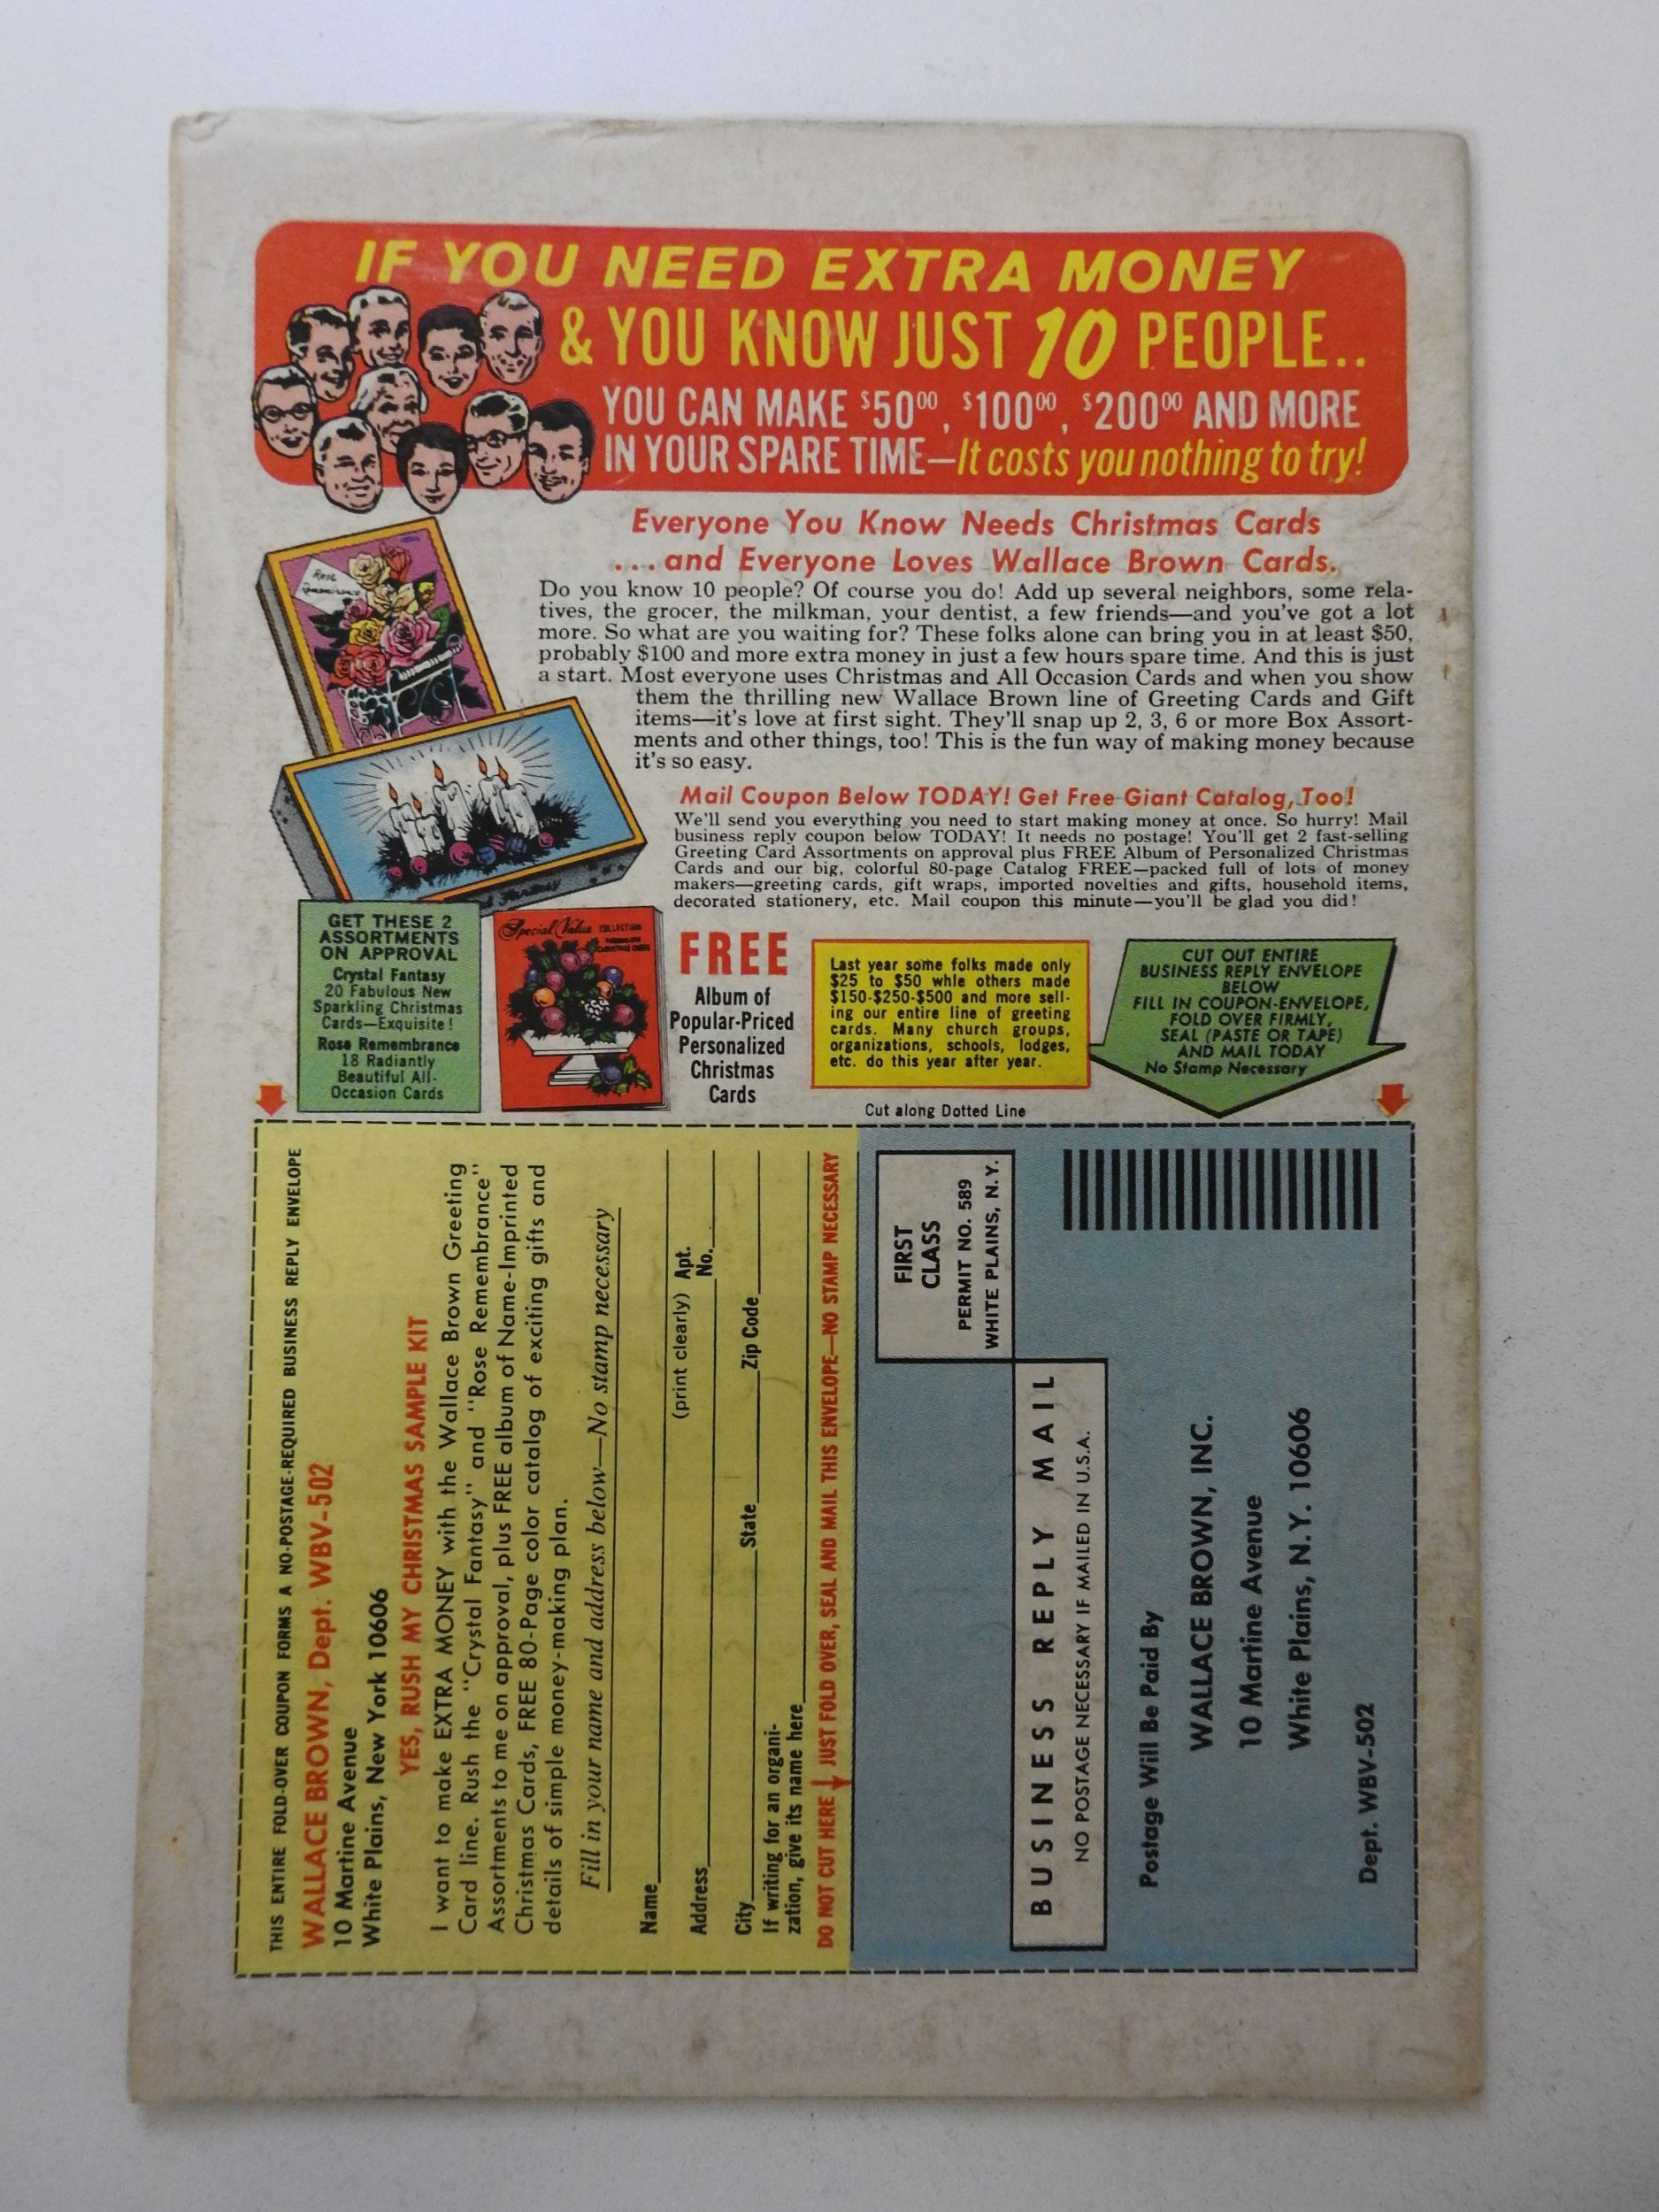 IF YOU NEED EXTRA MONEY
& YOU KNOW JUST 10 PEOPLE..
YOU CAN MAKE $50⁰⁰, $100⁰⁰, $200⁰⁰ AND MORE
IN YOUR SPARE TIME—It costs you nothing to try!
Everyone You Know Needs Christmas Cards
...and Everyone Loves Wallace Brown Cards.
Do you know 10 people? Of course you do! Add up several neighbors, some rela-
tives, the grocer, the milkman, your dentist, a few friends—and you've got a lot
more. So what are you waiting for? These folks alone can bring you in at least $50,
probably $100 and more extra money in just a few hours spare time. And this is just
a start. Most everyone uses Christmas and All Occasion Cards and when you show
them the thrilling new Wallace Brown line of Greeting Cards and Gift
items—it's love at first sight. They'll snap up 2, 3, 6 or more Box Assort-
ments and other things, too! This is the fun way of making money because
it's so easy.
Rose
Remembrance
Fantasy
Mail Coupon Below TODAY! Get Free Giant Catalog, Too!
We'll send you everything you need to start making money at once. So hurry! Mail
business reply coupon below TODAY! It needs no postage! You'll get 2 fast-selling
Greeting Card Assortments on approval plus FREE Album of Personalized Christmas
Cards and our big, colorful 80-page Catalog FREE—packed full of lots of money
makers—greeting cards, gift wraps, imported novelties and gifts, household items,
decorated stationery, etc. Mail coupon this minute—you'll be glad you did!
GET THESE 2
ASSORTMENTS
ON APPROVAL
Crystal Fantasy
20 Fabulous New
Sparkling Christmas
Cards—Exquisite!
Rose Remembrance
18 Radiantly
Beautiful All-
Occasion Cards
Special Value COLLECTION
PERSONALIZED
CHRISTMAS CARDS
FREE
Album of
Popular-Priced
Personalized
Christmas
Cards
Last year some folks made only
$25 to $50 whle others made
$150-$250-$500 and more sell-
ing our entire line of greeting
cards. Many church groups,
organizations, schools, lodges,
etc. do this year after year.
CUT OUT ENTIRE
BUSINESS REPLY ENVELOPE
BELOW
FILL IN COUPON-ENVELOPE,
FOLD OVER FIRMLY,
SEAL (PASTE OR TAPE)
AND MAIL TODAY
No Stamp Necessary
Cut along Dotted Line
THIS ENTIRE FOLD-OVER COUPON FORMS A NO-POSTAGE-REQUIRED BUSINESS REPLY ENVELOPE
WALLACE BROWN, Dept. WBV-502
10 Martine Avenue
White Plains, New York 10606
YES, RUSH MY CHRISTMAS SAMPLE KIT
I want to make EXTRA MONEY with the Wallace Brown Greeting
Card line. Rush the "Crystal Fantasy" and "Rose Remembrance"
Assortments to me on approval, plus FREE album of Name-Imprinted
Christmas Cards, FREE 80-Page color catalog of exciting gifts and
details of simple money-making plan.
Fill in your name and address below—No stamp necessary
Name
(print clearly) Apt.
Address No.
City State Zip Code
If writing for an organi-
zation, give its name here
DO NOT CUT HERE JUST FOLD OVER, SEAL AND MAIL THIS ENVELOPE—NO STAMP NECESSARY
FIRST
CLASS
PERMIT NO. 589
WHITE PLAINS, N.Y.
BUSINESS REPLY MAIL
NO POSTAGE NECESSARY IF MAILED IN U.S.A.
Postage Will Be Paid By
WALLACE BROWN, INC.
10 Martine Avenue
White Plains, N.Y. 10606
Dept. WBV-502